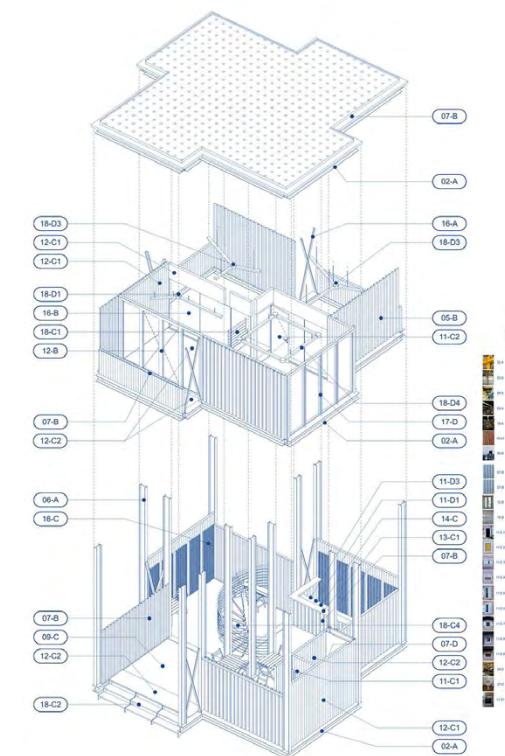 07-B
02-A
18-D3
12-C1
12-C1
18-D1
16-B
18-C1
12-B
07-B
12-C2
16-A
18-D3
05-B
11-C2
18-D4
17-D
02-A
06-A
16-C
07-B
09-C
12-C2
18-C2
11-D3
11-D1
14-C
13-C1
07-B
18-C4
07-D
12-C2
11-C1
12-C1
02-A